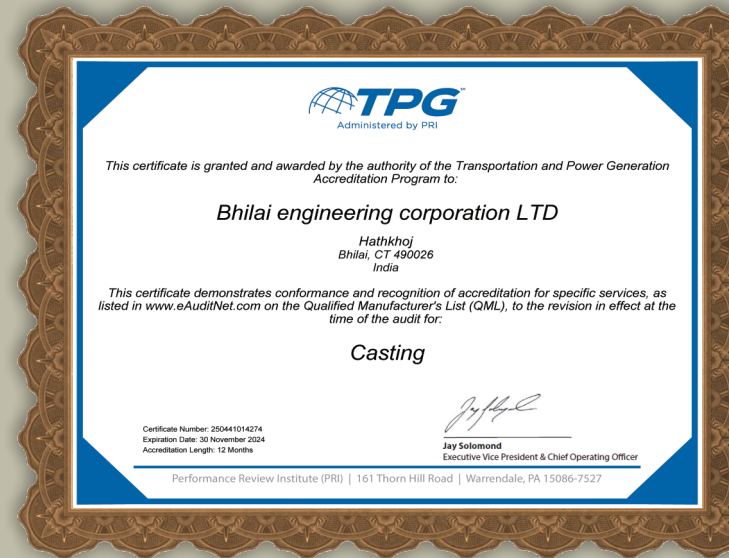 TPG
Administered by PRI
This certificate is granted and awarded by the authority of the Transportation and Power Generation
Accreditation Program to:
Bhilai engineering corporation LTD
Hathkhoj
Bhilai, CT 490026
India
This certificate demonstrates conformance and recognition of accreditation for specific services, as
listed in www.eAuditNet.com on the Qualified Manufacturer's List (QML), to the revision in effect at the
time of the audit for:
Casting
Certificate Number: 250441014274
Expiration Date: 30 November 2024
Accreditation Length: 12 Months
Jay Solomond
Executive Vice President & Chief Operating Officer
Performance Review Institute (PRI) | 161 Thorn Hill Road | Warrendale, PA 15086-7527